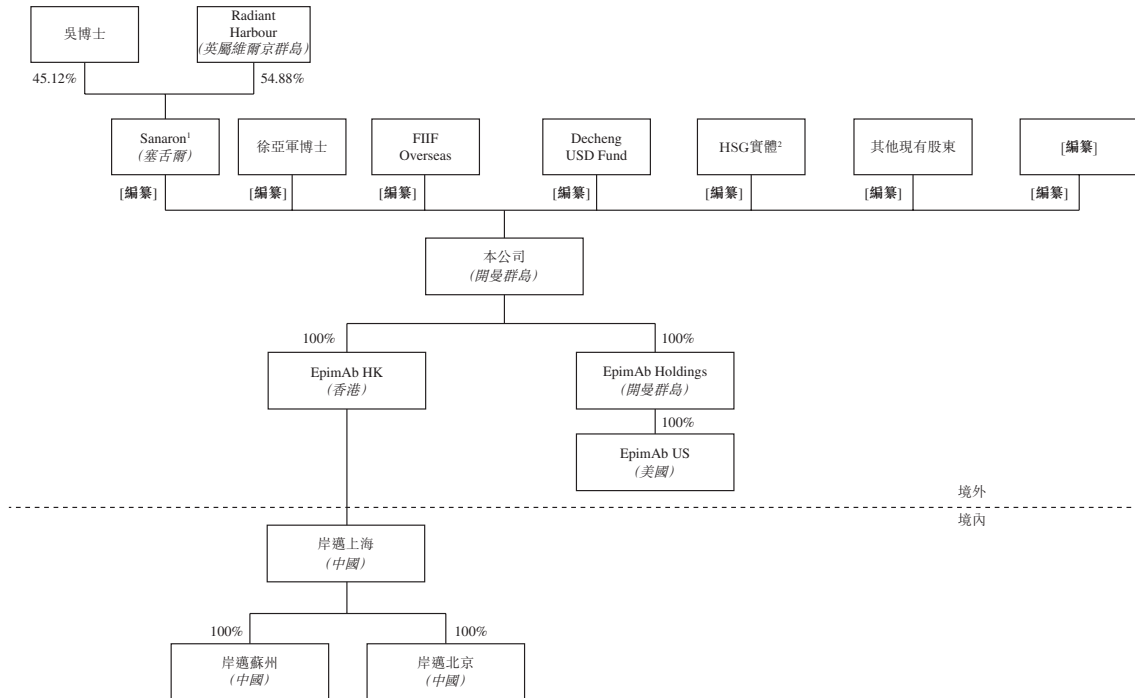 吳博士
Radiant
Harbour
(英屬維爾京群島)
45.12%
54.88%
Sanaron¹
(塞舌爾)
徐亞軍博士
FIIF
Overseas
Decheng
USD Fund
HSG實體²
其他現有股東
[編纂]
[編纂]
[編纂]
[編纂]
[編纂]
[編纂]
[編纂]
[編纂]
本公司
(開曼群島)
100%
100%
EpimAb HK
(香港)
EpimAb Holdings
(開曼群島)
100%
EpimAb US
(美國)
境外
境內
岸邁上海
(中國)
100%
100%
岸邁蘇州
(中國)
岸邁北京
(中國)